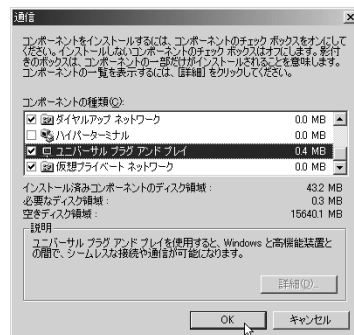 通信
コンポーネントをインストールするには、コンポーネントのチェック ボックスをオンにして
ください。インストールしないコンポーネントのチェック ボックスはオフにします。影付
きのボックスは、コンポーネントの一部だけがインストールされることを意味します。
コンポーネントの一覧を表示するには、[詳細] をクリックしてください。
コンポーネントの種類(C):
ダイヤルアップ ネットワーク 0.0 MB
ハイパーターミナル 0.0 MB
ユニバーサル プラグ アンド プレイ 0.4 MB
仮想プライベート ネットワーク 0.0 MB
インストール済みコンポーネントのディスク領域: 43.2 MB
必要なディスク領域: 0.3 MB
空きディスク領域: 15640.1 MB
説明
ユニバーサル プラグ アンド プレイを使用すると、Windows と高機能装置と
の間で、シームレスな接続や通信が可能になります。
詳細(D)...
OK キャンセル